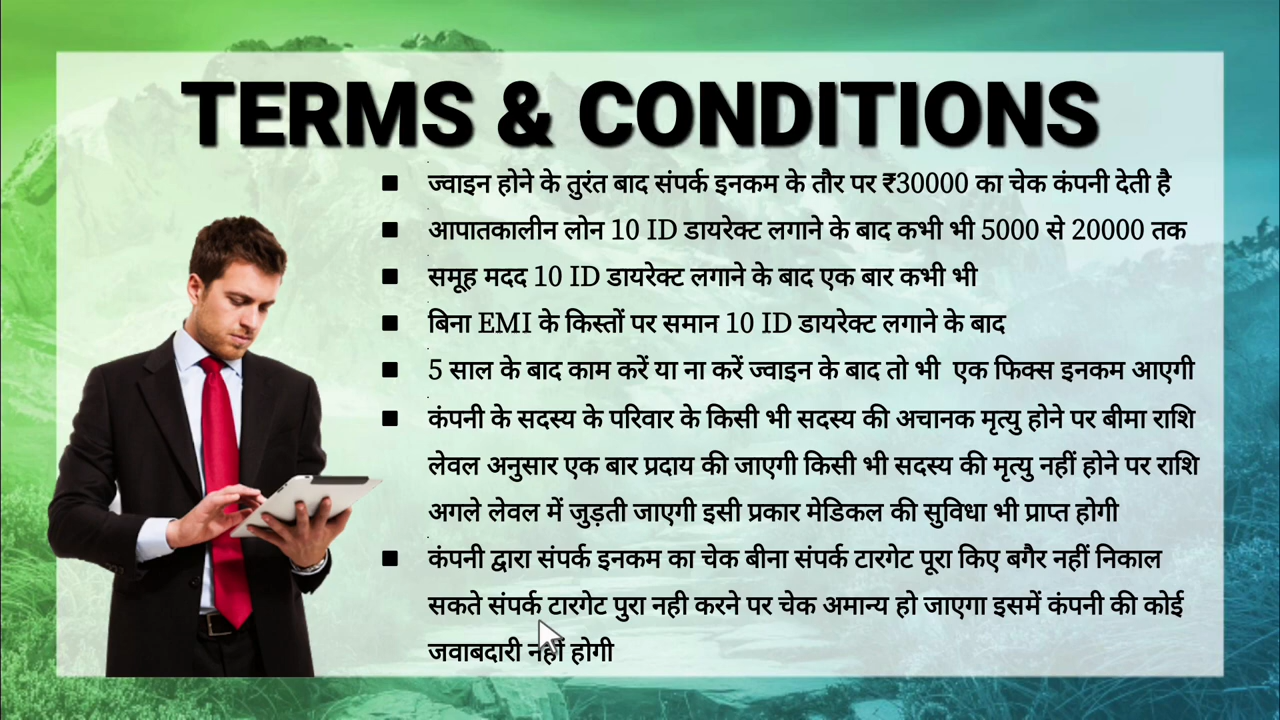 TERMS & CONDITIONS
ज्वाइन होने के तुरंत बाद संपर्क इनकम के तौर पर ₹30000 का चेक कंपनी देती है
आपातकालीन लोन 10 ID डायरेक्ट लगाने के बाद कभी भी 5000 से 20000 तक
समूह मदद 10 ID डायरेक्ट लगाने के बाद एक बार कभी भी
बिना EMI के किस्तों पर समान 10 ID डायरेक्ट लगाने के बाद
5 साल के बाद काम करें या ना करें ज्वाइन के बाद तो भी एक फिक्स इनकम आएगी
कंपनी के सदस्य के परिवार के किसी भी सदस्य की अचानक मृत्यु होने पर बीमा राशि
लेवल अनुसार एक बार प्रदाय की जाएगी किसी भी सदस्य की मृत्यु नहीं होने पर राशि
अगले लेवल में जुड़ती जाएगी इसी प्रकार मेडिकल की सुविधा भी प्राप्त होगी
कंपनी द्वारा संपर्क इनकम का चेक बीना संपर्क टारगेट पूरा किए बगैर नहीं निकाल
सकते संपर्क टारगेट पुरा नही करने पर चेक अमान्य हो जाएगा इसमें कंपनी की कोई
जवाबदारी नहीं होगी